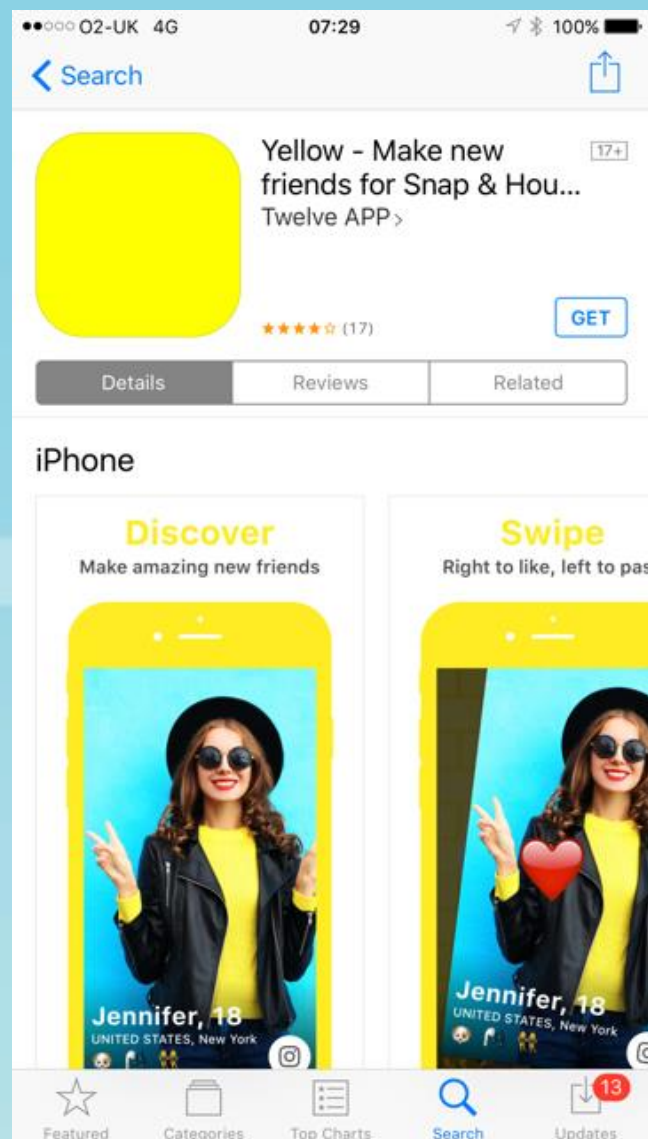 O2-UK 4G 07:29 100%
Search
Yellow - Make new
friends for Snap & Hou...
17+
Twelve APP >
(17)
GET
Details Reviews Related
iPhone
Discover
Make amazing new friends
Jennifer, 18
UNITED STATES, New York
Swipe
Right to like, left to pas
Jennifer, 18
UNITED STATES, New York
Featured Categories Top Charts Search Updates
13